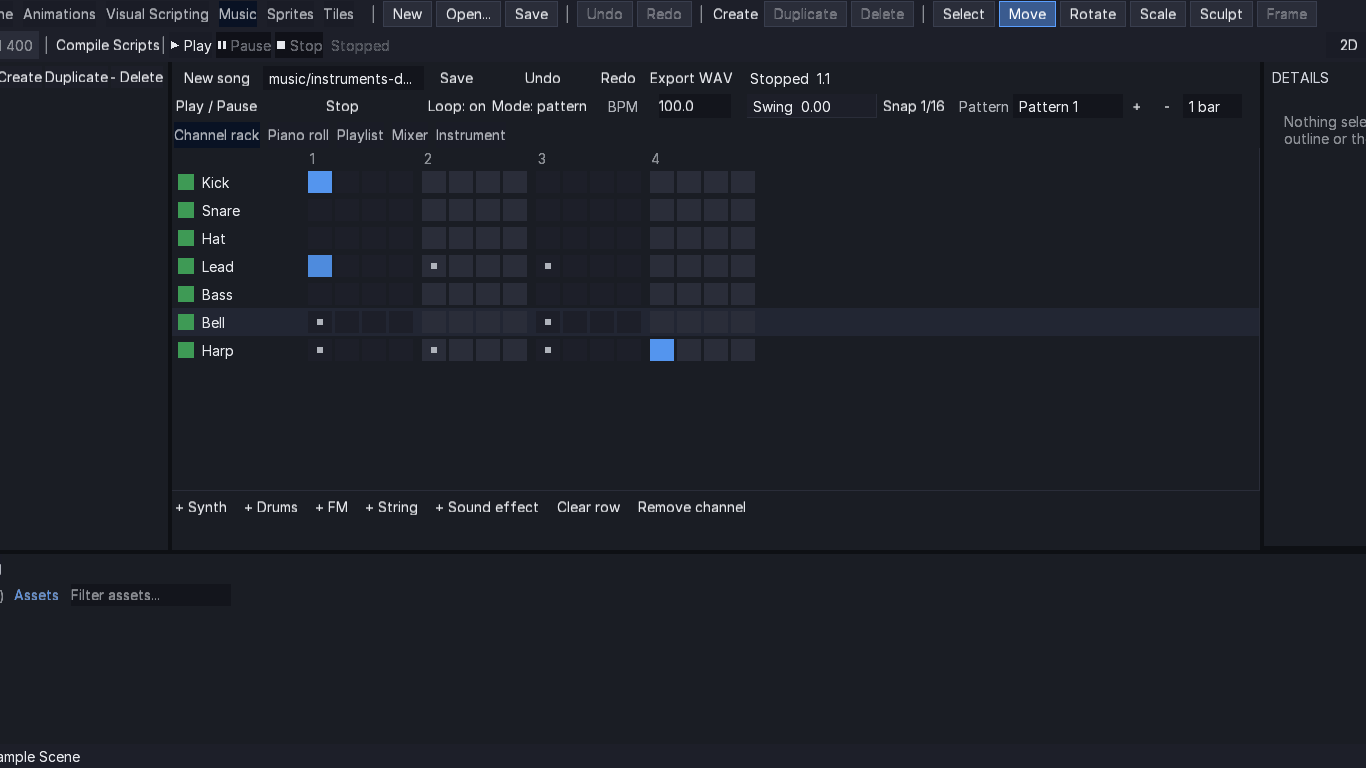 ne Animations Visual Scripting Music Sprites Tiles | New Open... Save | Undo Redo | Create Duplicate Delete | Select Move Rotate Scale Sculpt Frame
400 | Compile Scripts | Play Pause Stop Stopped 2D
Create Duplicate - Delete
New song music/instruments-d... Save Undo Redo Export WAV Stopped 1.1
DETAILS
Play / Pause Stop Loop: on Mode: pattern BPM 100.0 Swing 0.00 Snap 1/16 Pattern Pattern 1 + - 1 bar
Nothing sele
outline or th
Channel rack Piano roll Playlist Mixer Instrument
1 2 3 4
Kick
Snare
Hat
Lead
Bass
Bell
Harp
+ Synth + Drums + FM + String + Sound effect Clear row Remove channel
) Assets Filter assets...
ample Scene